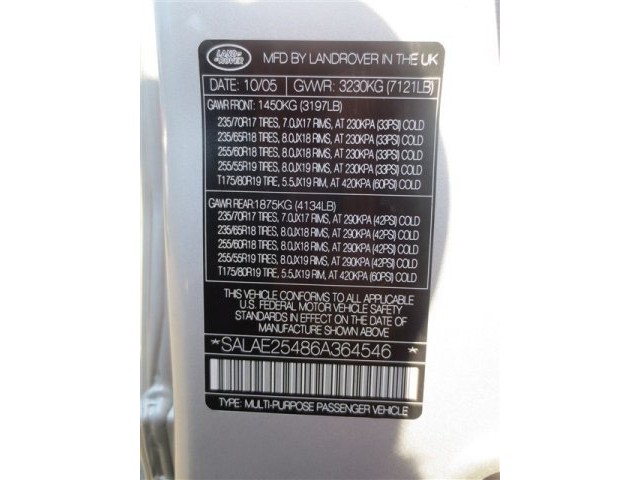 LAND ROVER
MFD BY LANDROVER IN THE UK
DATE: 10/05 GVWR: 3230KG (7121LB)
GAWR FRONT: 1450KG (3197LB)
235/70R17 TIRES, 7.0JX17 RIMS, AT 230KPA (33PSI) COLD
235/65R18 TIRES, 8.0JX18 RIMS, AT 230KPA (33PSI) COLD
255/60R18 TIRES, 8.0JX18 RIMS, AT 230KPA (33PSI) COLD
255/55R19 TIRES, 8.0JX19 RIMS, AT 230KPA (33PSI) COLD
T175/80R19 TIRE, 5.5JX19 RIM, AT 420KPA (60PSI) COLD
GAWR REAR: 1875KG (4134LB)
235/70R17 TIRES, 7.0JX17 RIMS, AT 290KPA (42PSI) COLD
235/65R18 TIRES, 8.0JX18 RIMS, AT 290KPA (42PSI) COLD
255/60R18 TIRES, 8.0JX18 RIMS, AT 290KPA (42PSI) COLD
255/55R19 TIRES, 8.0JX19 RIMS, AT 290KPA (42PSI) COLD
T175/80R19 TIRE, 5.5JX19 RIM, AT 420KPA (60PSI) COLD
THIS VEHICLE CONFORMS TO ALL APPLICABLE
U.S. FEDERAL MOTOR VEHICLE SAFETY
STANDARDS IN EFFECT ON THE DATE OF
MANUFACTURE SHOWN ABOVE
*SALAE25486A364546*
TYPE: MULTI-PURPOSE PASSENGER VEHICLE